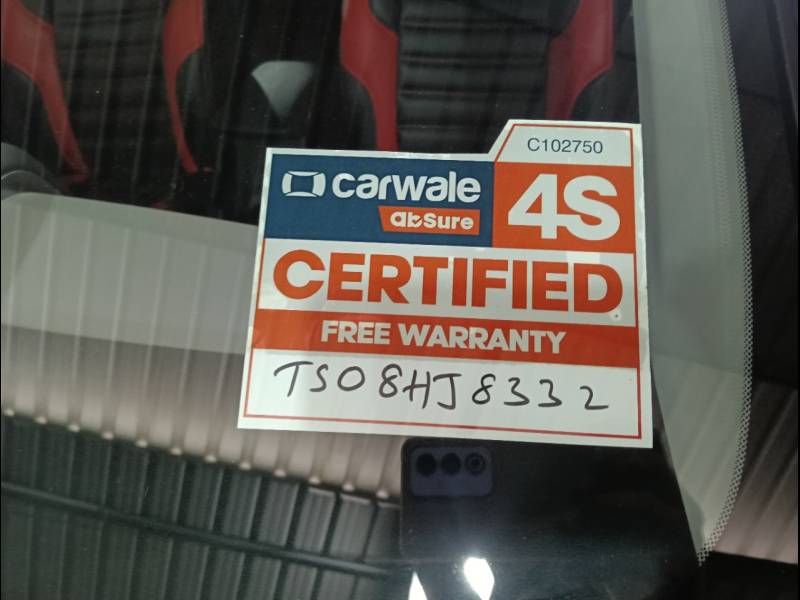 C102750
carwale
abSure
4S
CERTIFIED
FREE WARRANTY
TS08HJ8332